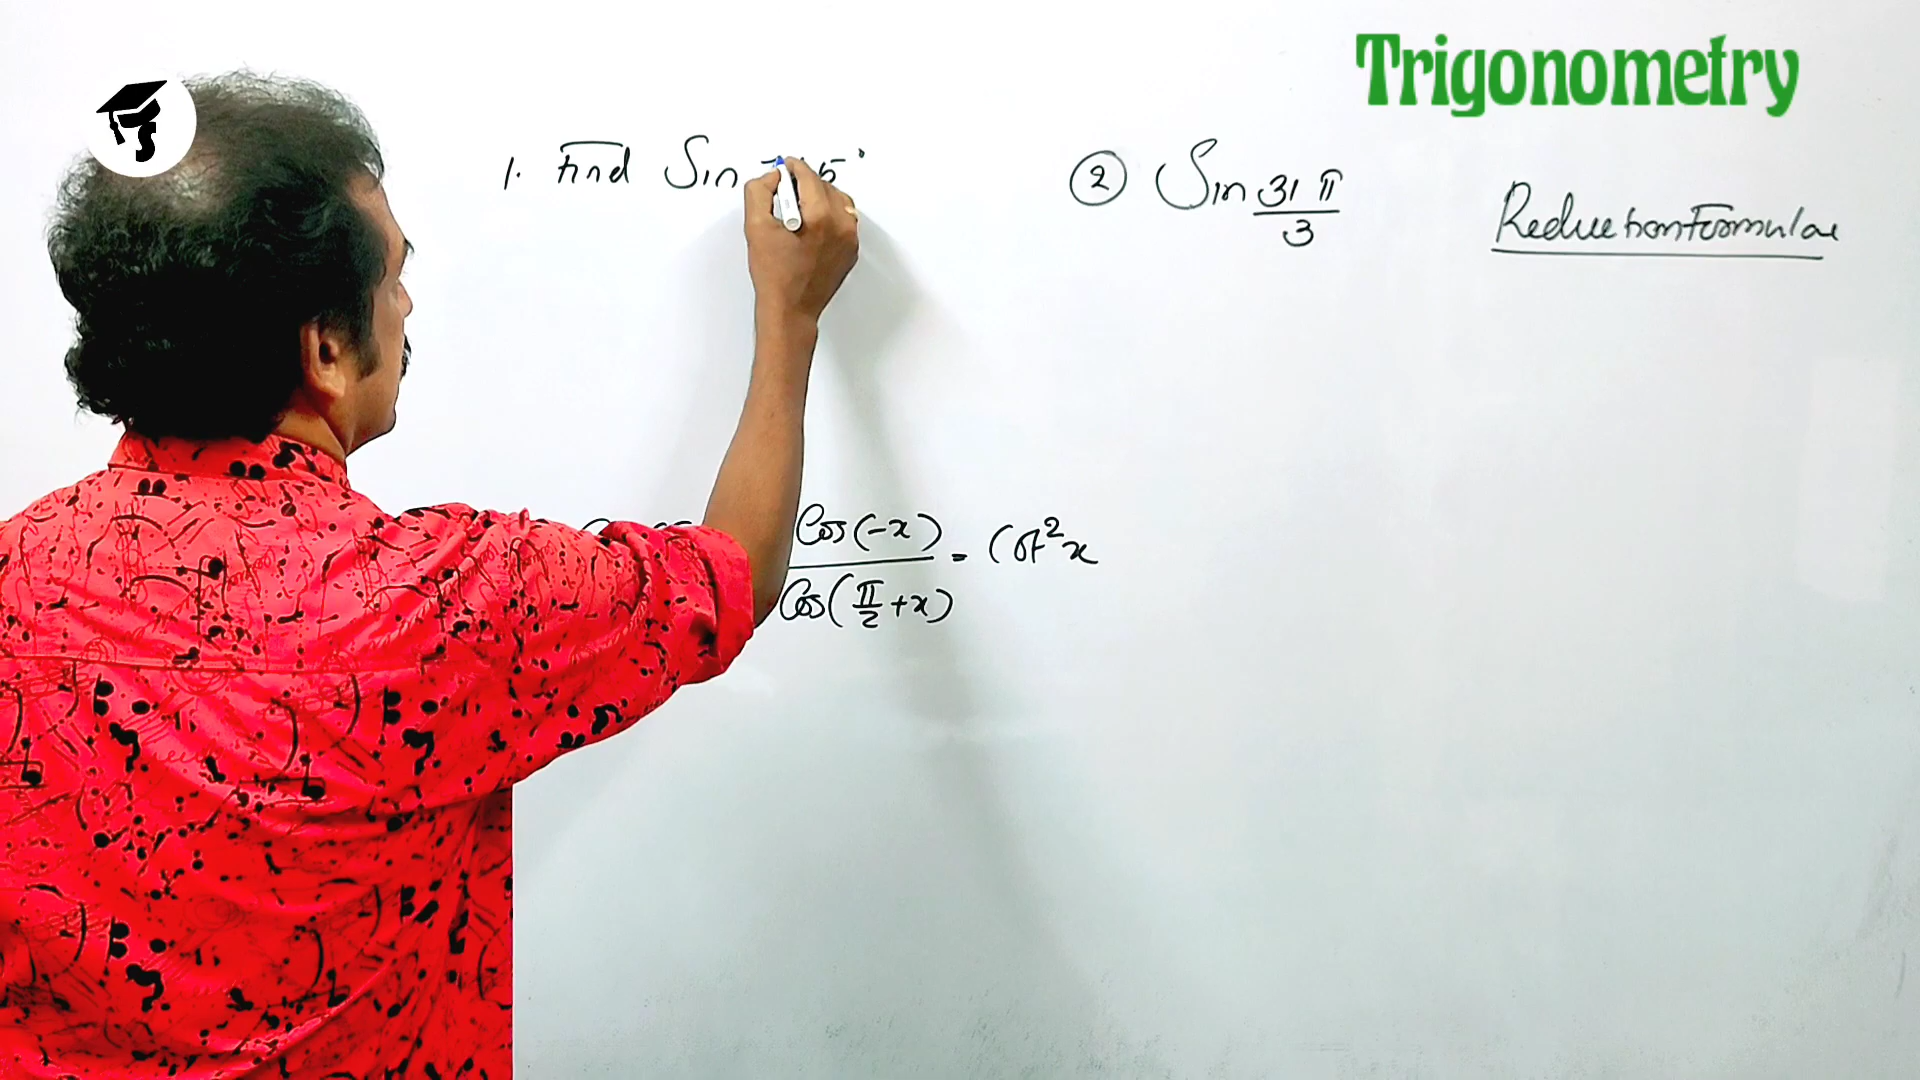 Trigonometry
1. Find Sin
② Sin 31π/3
Reduction Formulae
Cos(-x)/Cos(π/2 + x) = Cot²x